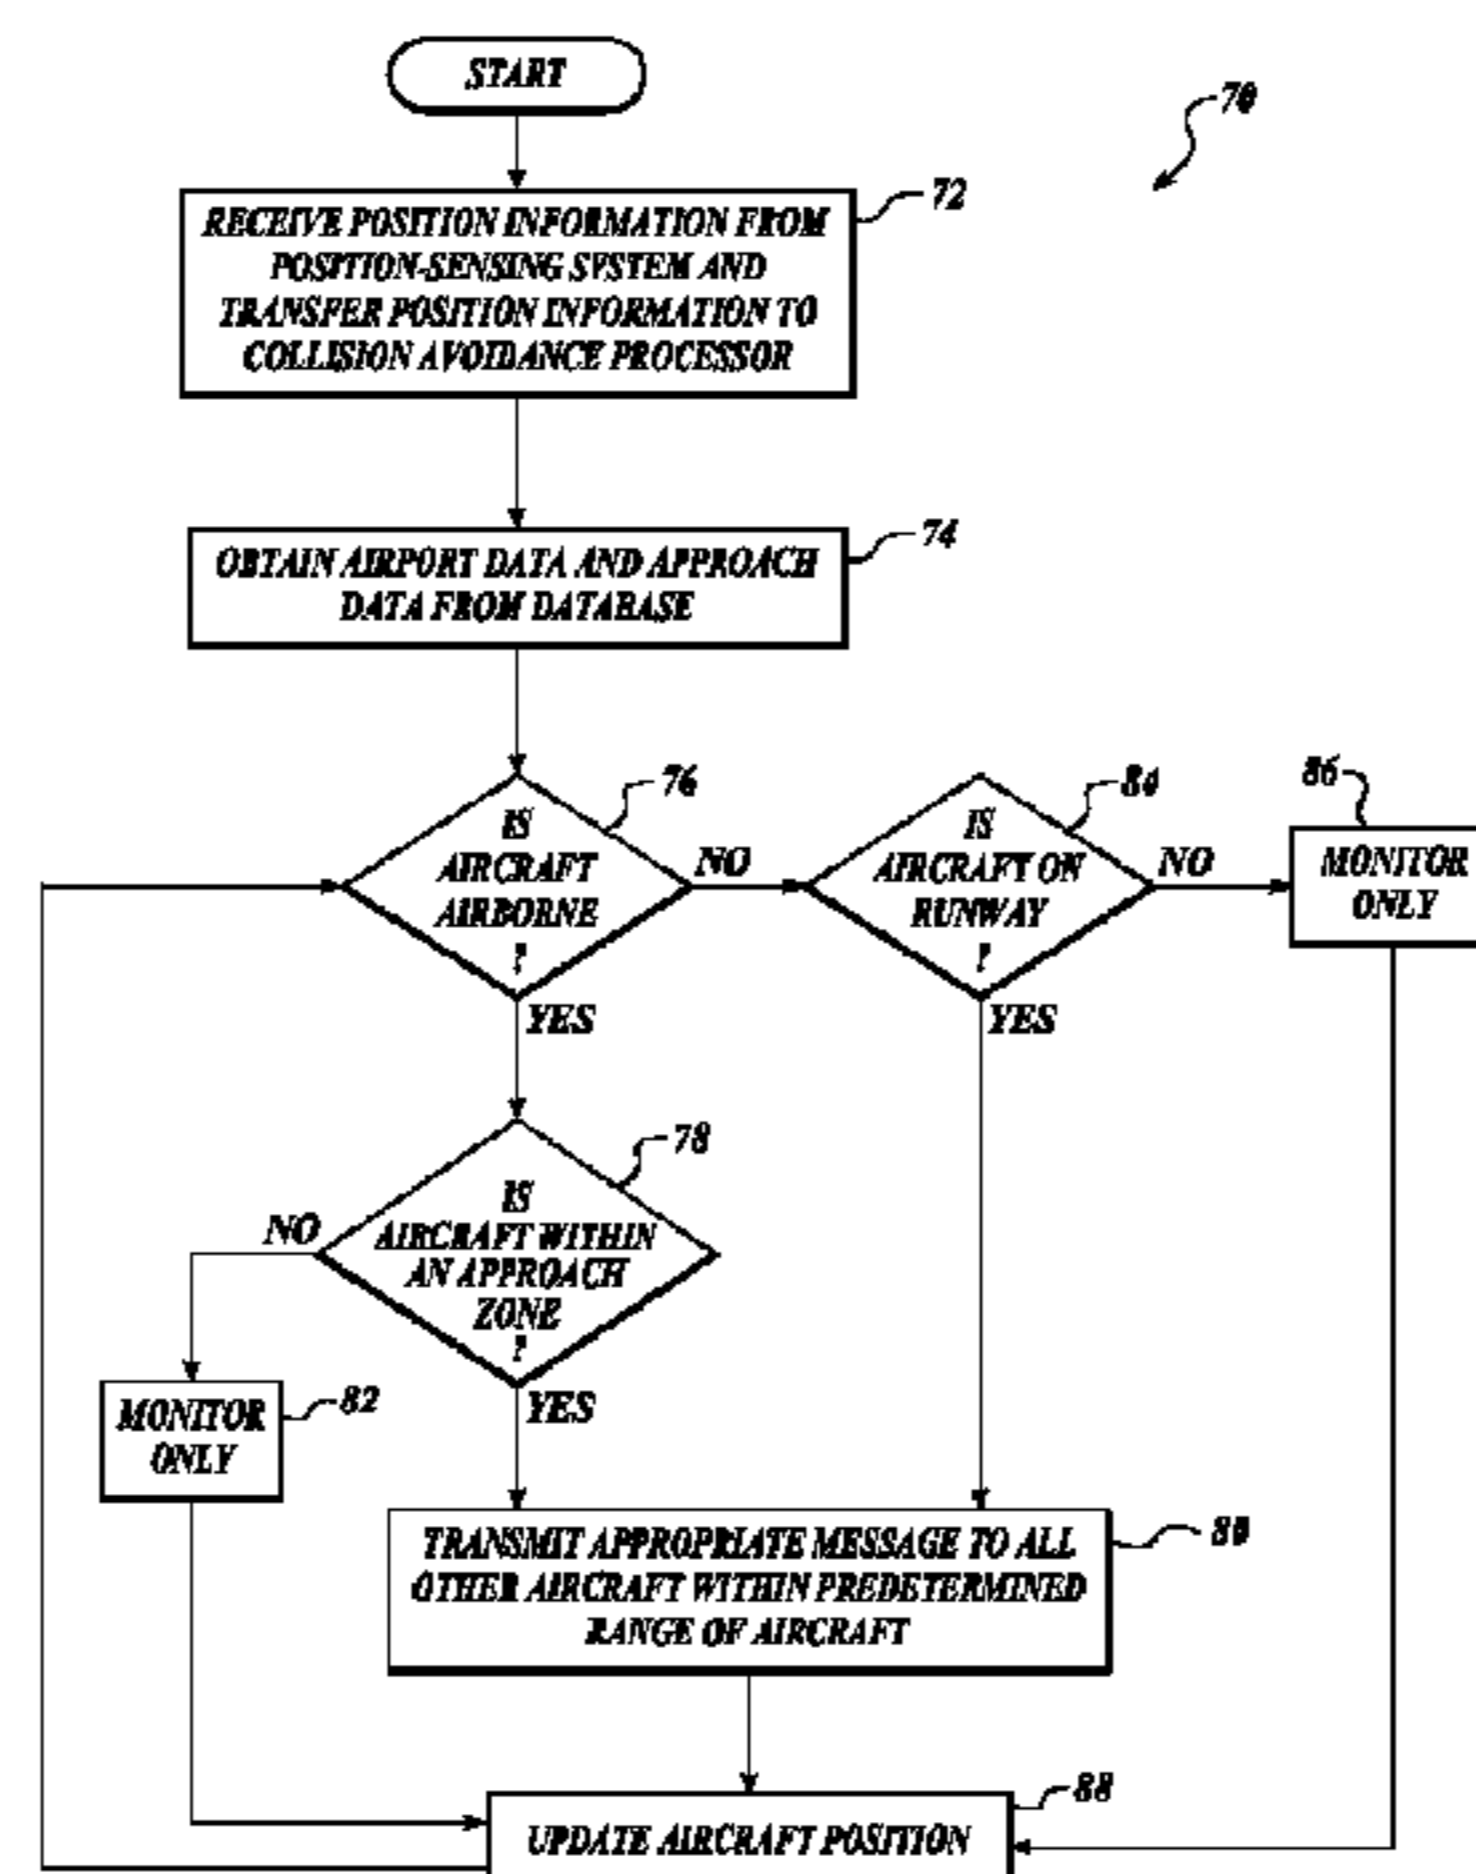 START
70
RECEIVE POSITION INFORMATION FROM
POSITION-SENSING SYSTEM AND
TRANSFER POSITION INFORMATION TO
COLLISION AVOIDANCE PROCESSOR
72
OBTAIN AIRPORT DATA AND APPROACH
DATA FROM DATABASE
74
IS
AIRCRAFT
AIRBORNE
?
76
NO
YES
IS
AIRCRAFT ON
RUNWAY
?
84
NO
YES
86
MONITOR
ONLY
IS
AIRCRAFT WITHIN
AN APPROACH
ZONE
?
78
NO
YES
MONITOR
ONLY
82
TRANSMIT APPROPRIATE MESSAGE TO ALL
OTHER AIRCRAFT WITHIN PREDETERMINED
RANGE OF AIRCRAFT
80
UPDATE AIRCRAFT POSITION
88